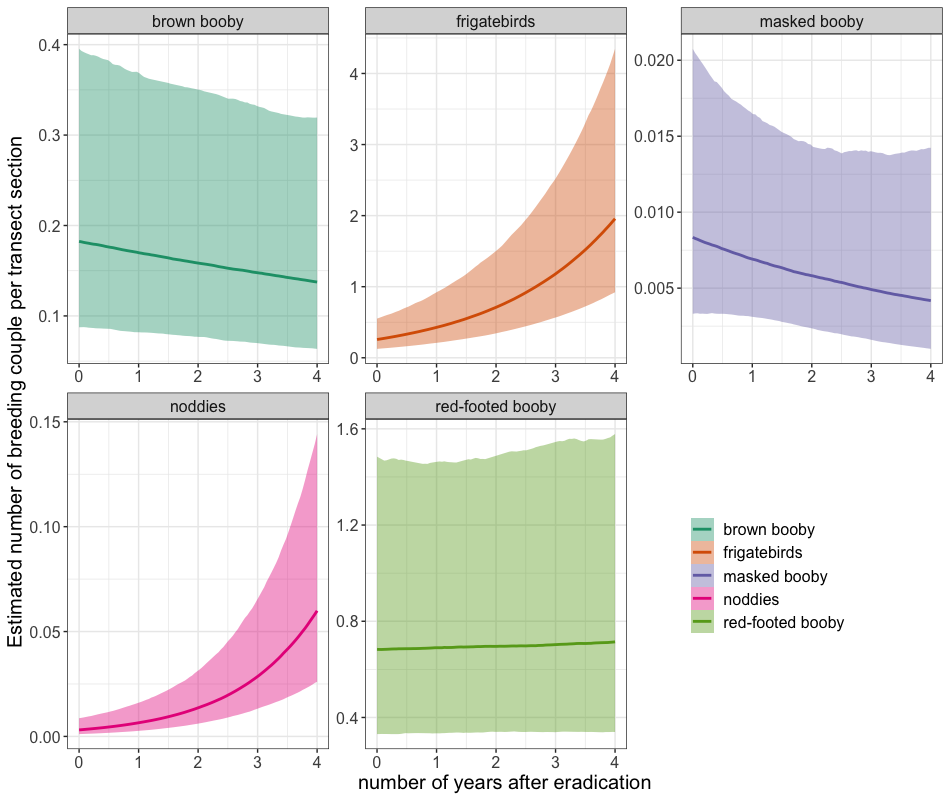 brown booby
frigatebirds
masked booby
Estimated number of breeding couple per transect section
0.4
0.3
0.2
0.1
0 1 2 3 4
4
3
2
1
0
0 1 2 3 4
0.020
0.015
0.010
0.005
0 1 2 3 4
noddies
red-footed booby
0.15
0.10
0.05
0.00
0 1 2 3 4
1.6
1.2
0.8
0.4
0 1 2 3 4
number of years after eradication
brown booby
frigatebirds
masked booby
noddies
red-footed booby